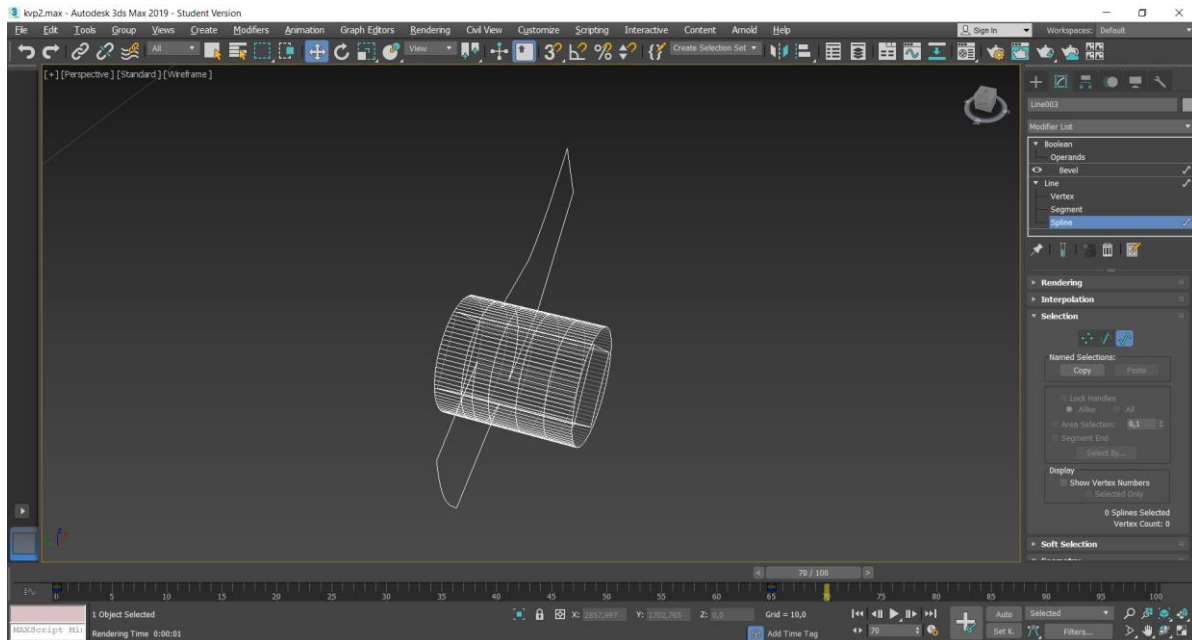 kvp2.max - Autodesk 3ds Max 2019 - Student Version
File Edit Tools Group Views Create Modifiers Animation Graph Editors Rendering Civil View Customize Scripting Interactive Content Arnold Help Sign In Workspaces: Default
All View Create Selection Set
[+] [Perspective] [Standard] [Wireframe]
Line003
Modifier List
Boolean
Operands
Bevel
Line
Vertex
Segment
Spline
Rendering
Interpolation
Selection
Named Selections:
Copy Paste
Lock Handles
Alike All
Area Selection: 0,1
Segment End
Select By...
Display
Show Vertex Numbers
Selected Only
0 Splines Selected
Vertex Count: 0
Soft Selection
70 / 100
0 5 10 15 20 25 30 35 40 45 50 55 60 65 70 75 80 85 90 95 100
1 Object Selected X: 2857,997 Y: 1702,765 Z: 0,0 Grid = 10,0 Auto Selected
MAXScript Mi: Rendering Time 0:00:01 Add Time Tag 70 Set K. Filters...